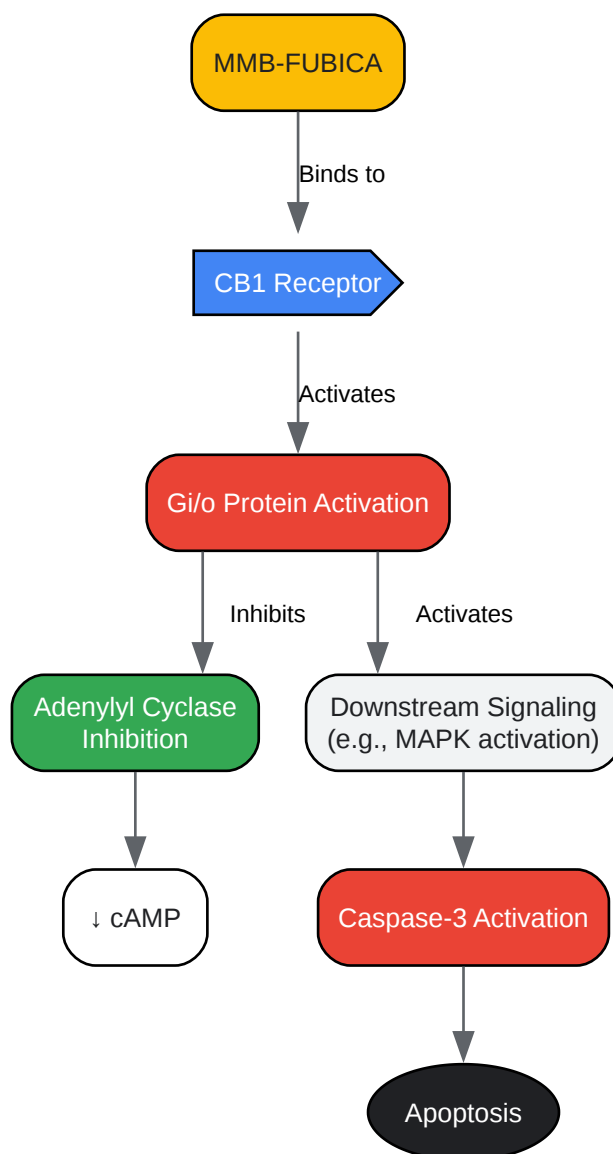 MMB-FUBICA
Binds to
CB1 Receptor
Activates
Gi/o Protein Activation
Inhibits
Activates
Adenylyl Cyclase
Inhibition
Downstream Signaling
(e.g., MAPK activation)
↓ cAMP
Caspase-3 Activation
Apoptosis